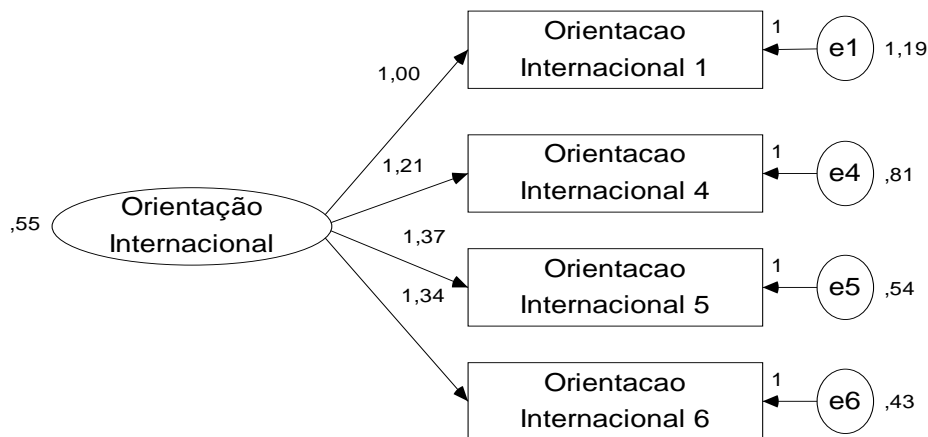 Orientacao
Internacional 1
1
e1
1,19
1,00
Orientacao
Internacional 4
1
e4
,81
1,21
,55
Orientação
Internacional
1,37
Orientacao
Internacional 5
1
e5
,54
1,34
Orientacao
Internacional 6
1
e6
,43